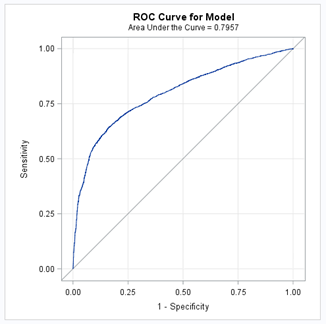 ROC Curve for Model
Area Under the Curve = 0.7957
1.00
0.75
0.50
0.25
0.00
Sensitivity
0.00 0.25 0.50 0.75 1.00
1 - Specificity